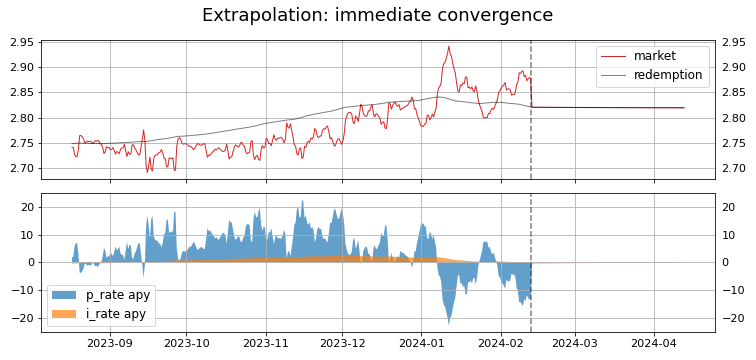 Extrapolation: immediate convergence
2.95 2.95
2.90 2.90
2.85 2.85
2.80 2.80
2.75 2.75
2.70 2.70
market
redemption
20 20
10 10
0 0
−10 −10
−20 −20
p_rate apy
i_rate apy
2023-09 2023-10 2023-11 2023-12 2024-01 2024-02 2024-03 2024-04